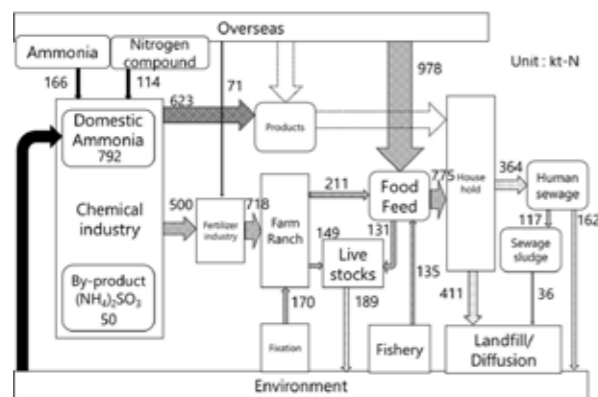 Overseas
Ammonia
Nitrogen
compound
166
114
71
978
Unit : kt-N
623
Domestic
Ammonia
792
Products
House
hold
364
Human
sewage
Chemical
industry
500
Fertilizer
industry
718
Farm
Ranch
211
Food
Feed
775
117
162
149
131
Live
stocks
135
Sewage
sludge
By-product
(NH₄)₂SO₃
50
170
189
411
36
Fixation
Fishery
Landfill/
Diffusion
Environment